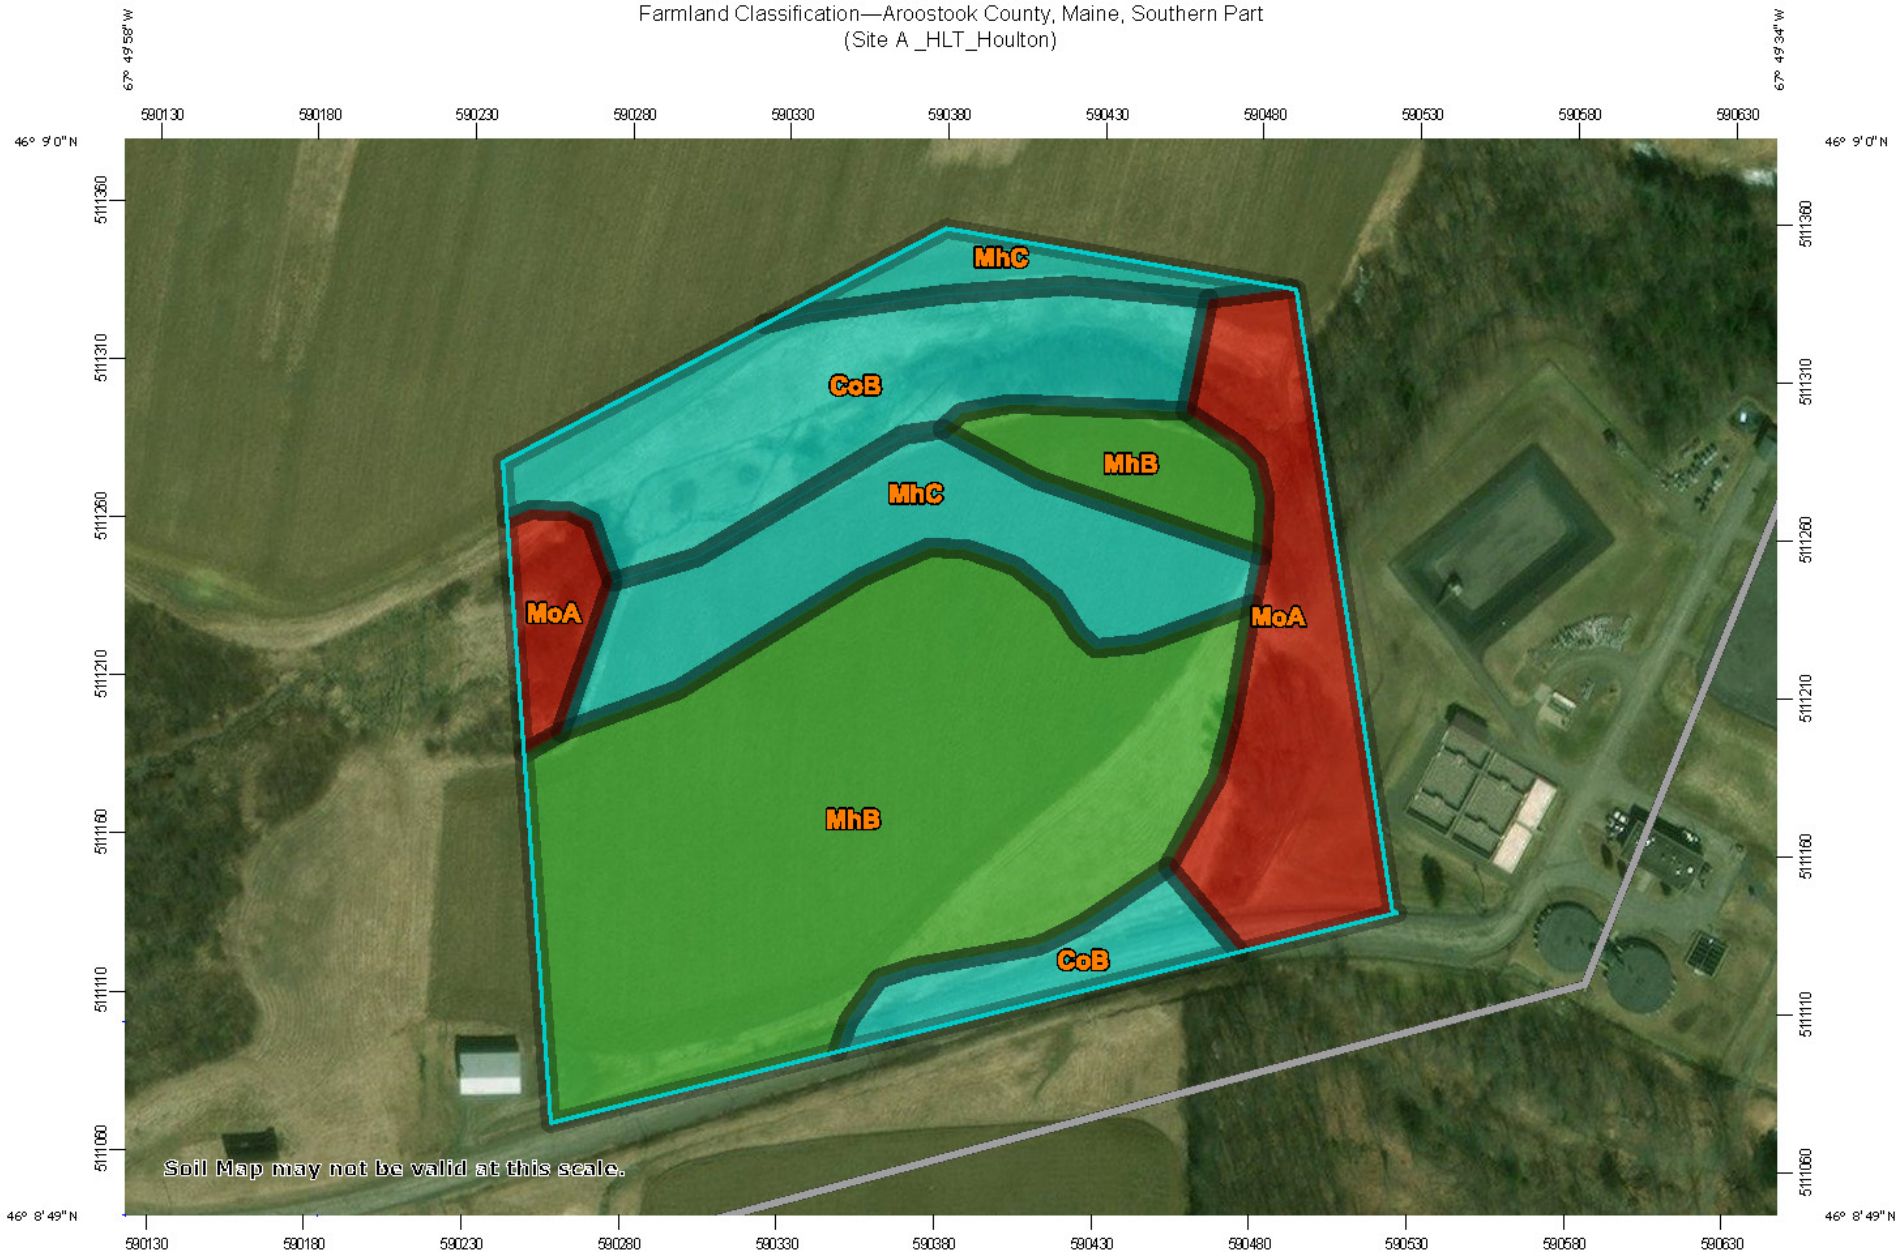 Farmland Classification—Aroostook County, Maine, Southern Part
(Site A _HLT_Houlton)
67° 49' 58" W
67° 49' 34" W
590130 590180 590230 590280 590330 590380 590430 590480 590530 590580 590630
46° 9' 0" N
46° 9' 0" N
5111360
5111360
MhC
5111310
5111310
CoB
MhB
MhC
5111260
5111260
MoA
MoA
5111210
5111210
MhB
5111160
5111160
CoB
5111110
5111110
5111060
5111060
Soil Map may not be valid at this scale.
46° 8' 49" N
46° 8' 49" N
590130 590180 590230 590280 590330 590380 590430 590480 590530 590580 590630